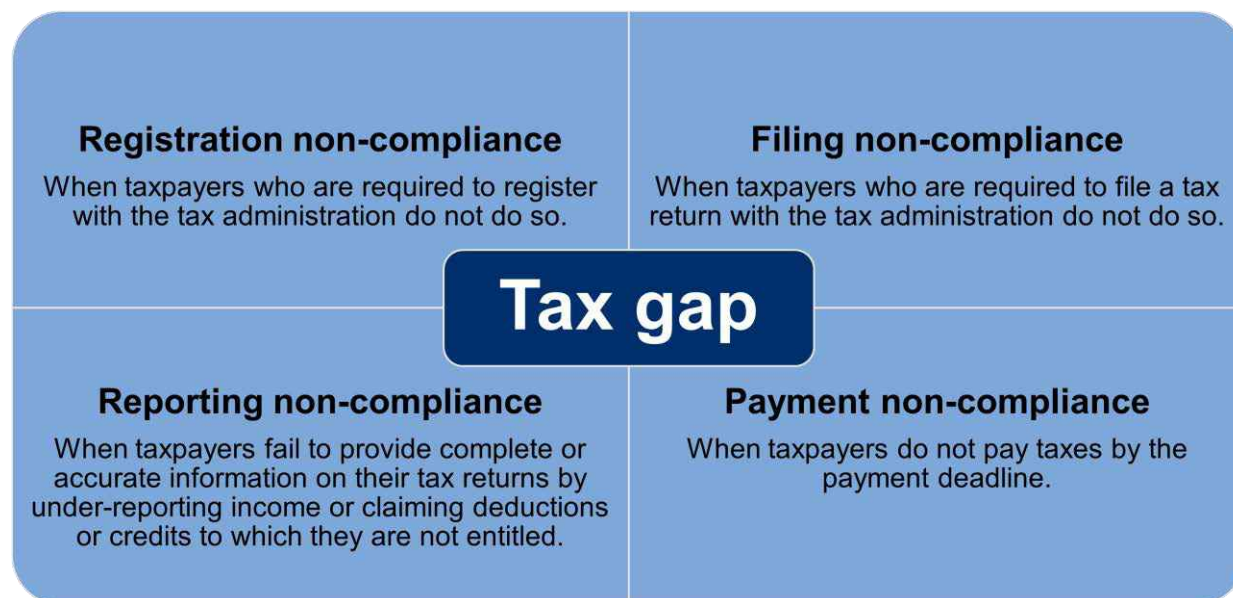 Registration non-compliance
When taxpayers who are required to register
with the tax administration do not do so.
Filing non-compliance
When taxpayers who are required to file a tax
return with the tax administration do not do so.
Tax gap
Reporting non-compliance
When taxpayers fail to provide complete or
accurate information on their tax returns by
under-reporting income or claiming deductions
or credits to which they are not entitled.
Payment non-compliance
When taxpayers do not pay taxes by the
payment deadline.